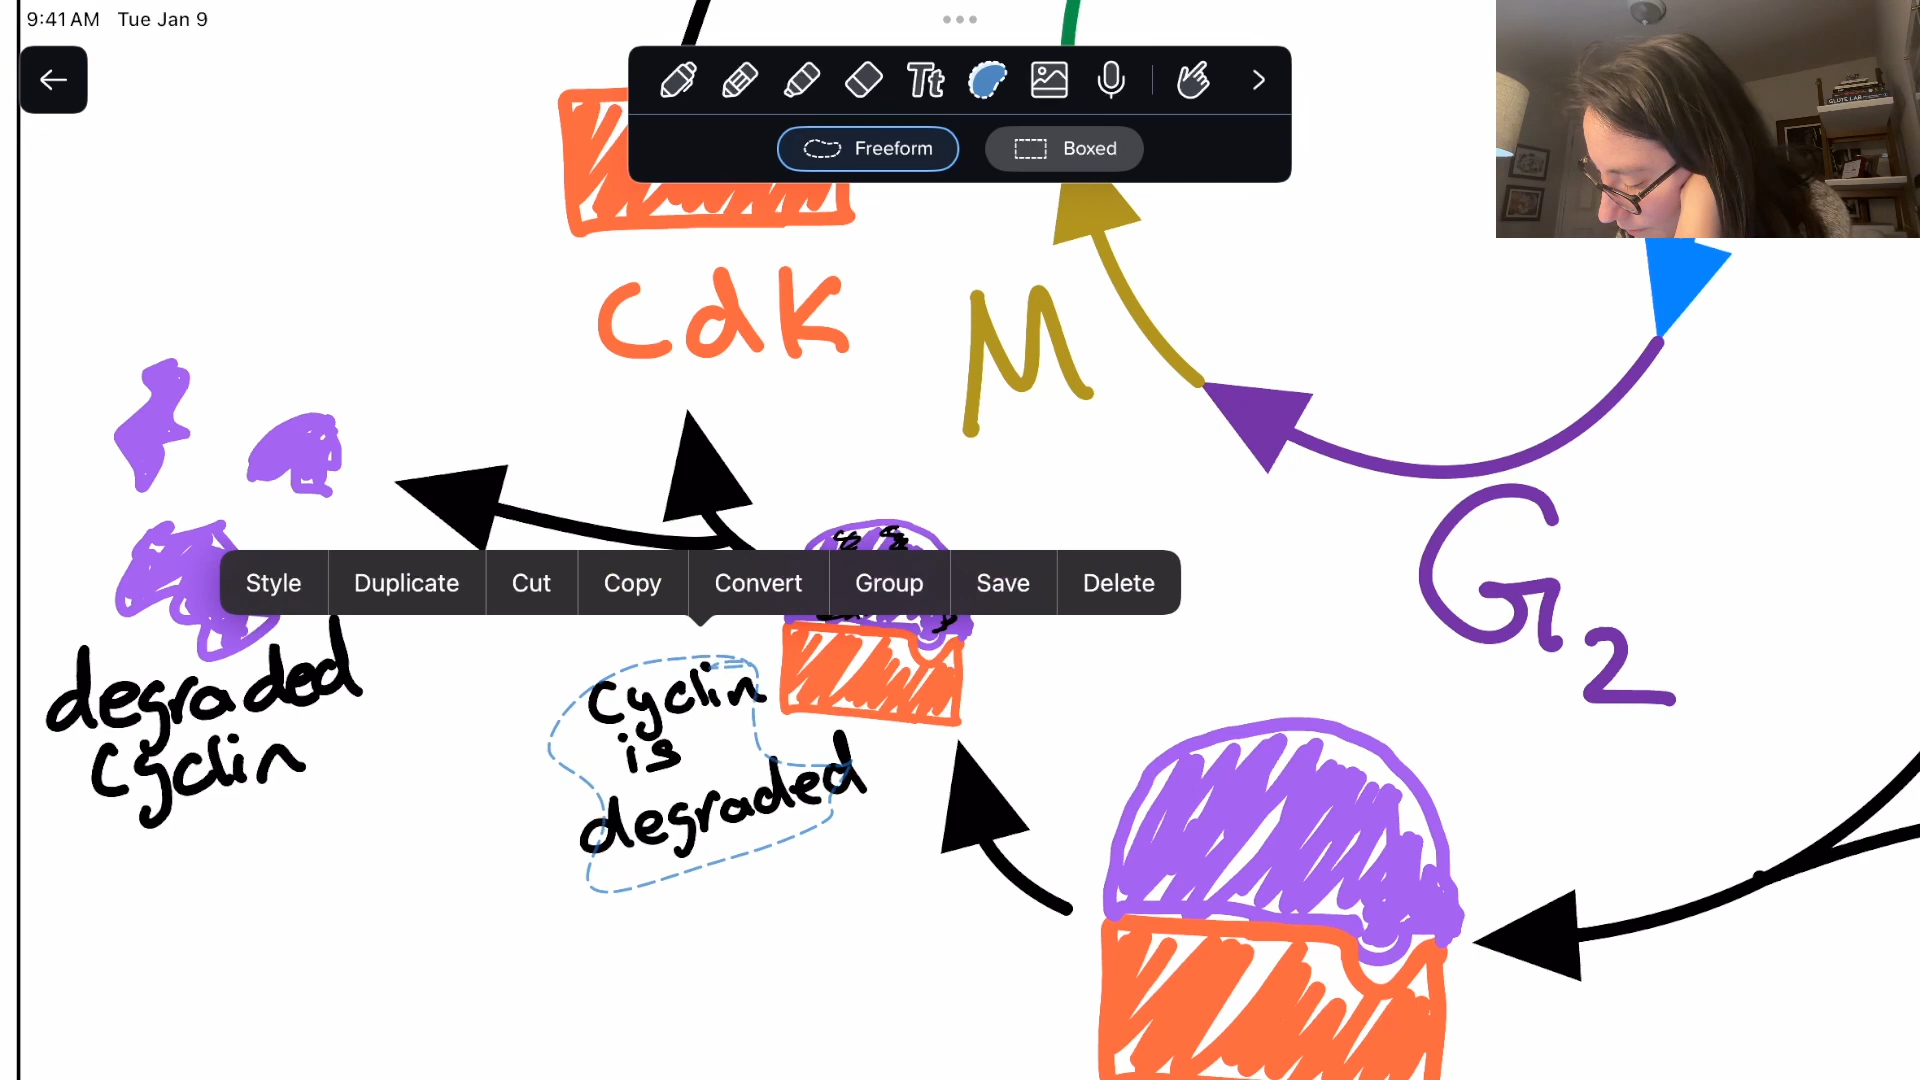 9:41 AM Tue Jan 9
Tt
Freeform
Boxed
Cdk
M
G2
Style
Duplicate
Cut
Copy
Convert
Group
Save
Delete
degraded
Cyclin
Cyclin
is
degraded